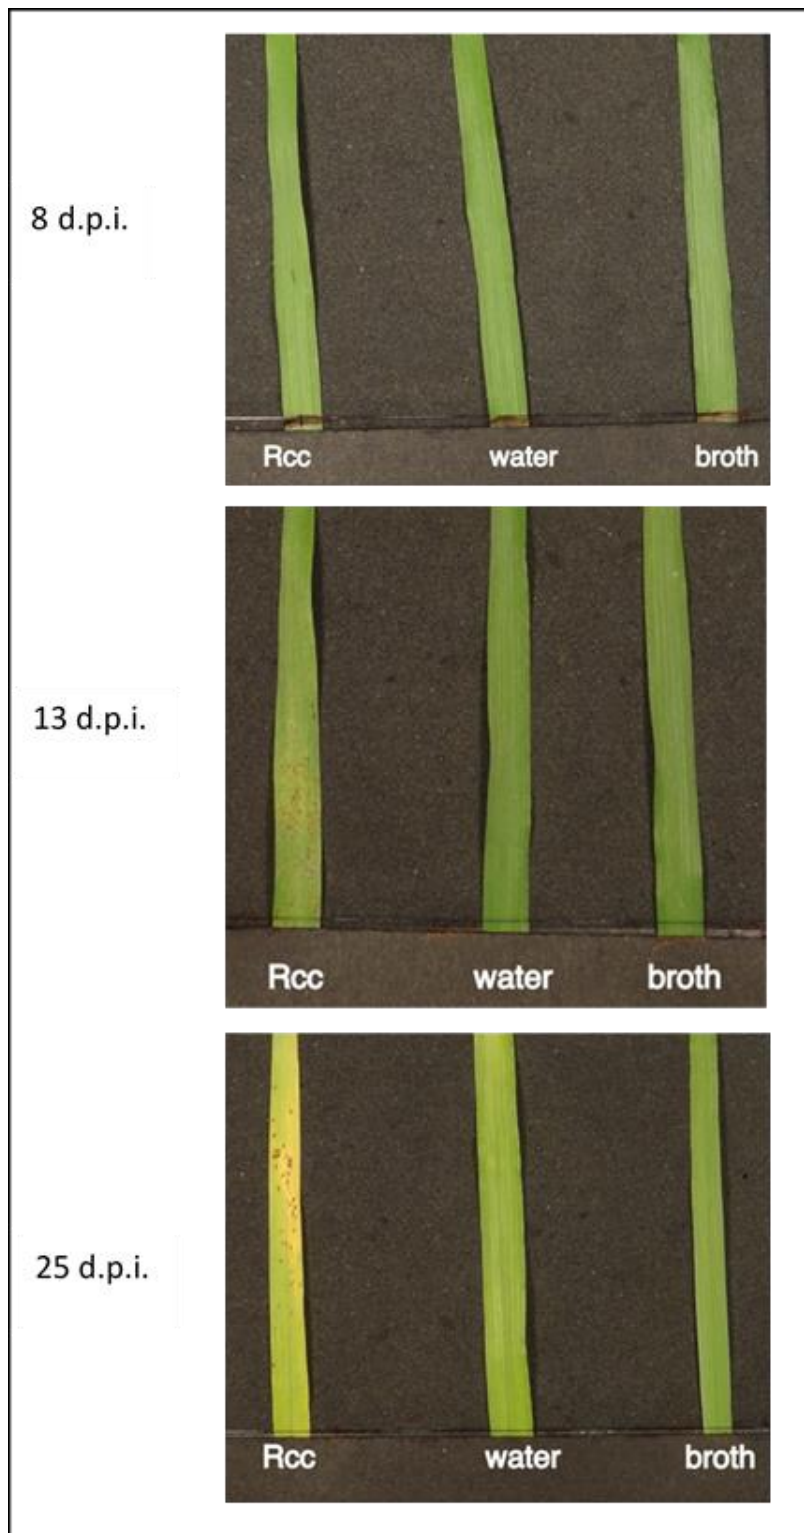 8 d.p.i.
Rcc water broth
13 d.p.i.
Rcc water broth
25 d.p.i.
Rcc water broth